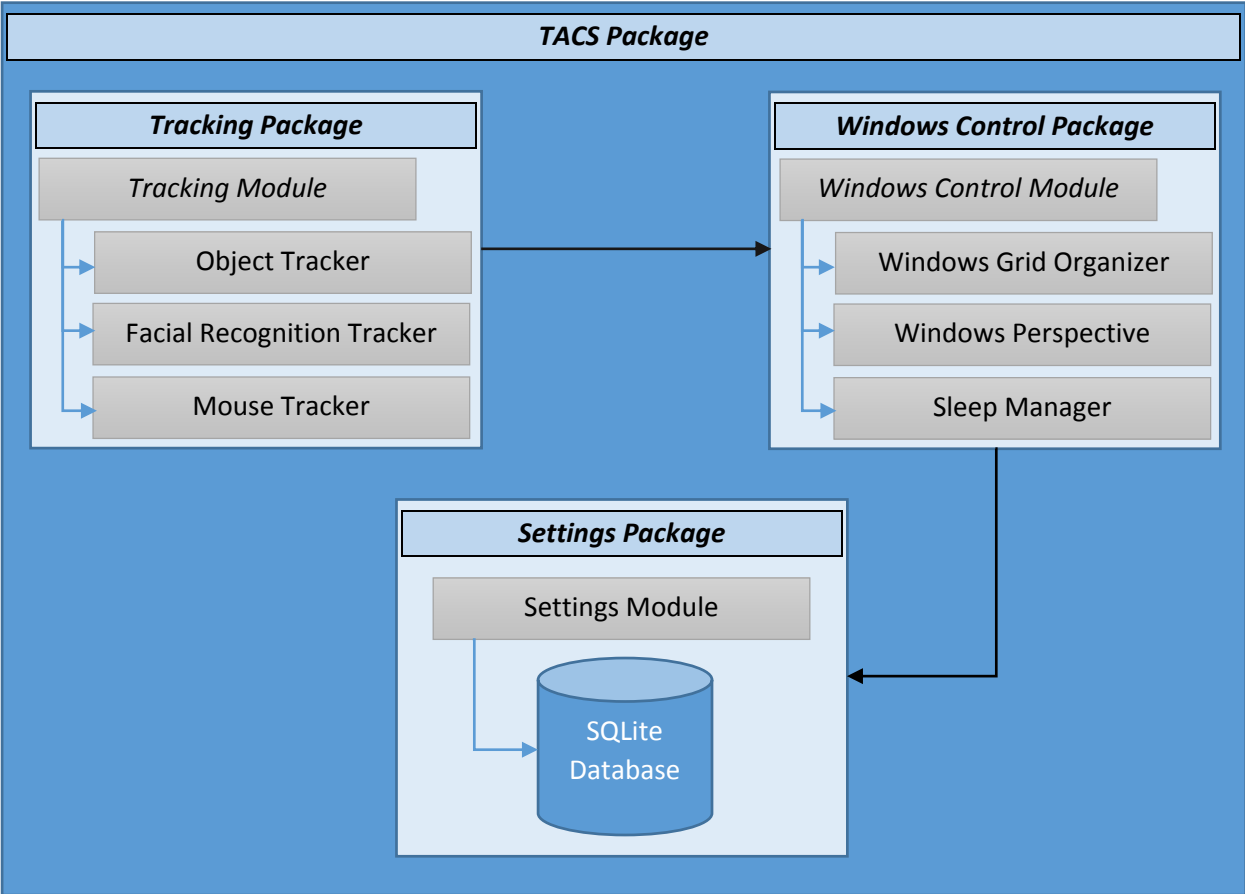 TACS Package
Tracking Package
Tracking Module
Object Tracker
Facial Recognition Tracker
Mouse Tracker
Windows Control Package
Windows Control Module
Windows Grid Organizer
Windows Perspective
Sleep Manager
Settings Package
Settings Module
SQLite
Database